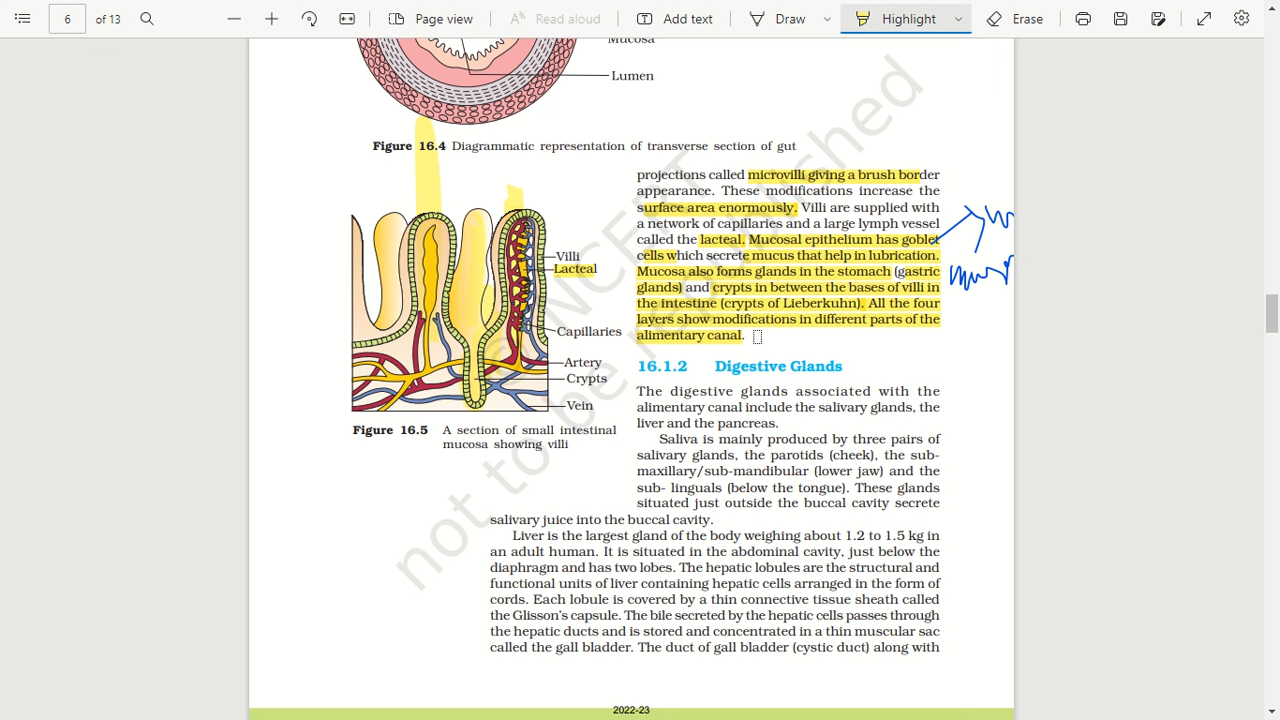 6 of 13 Page view Read aloud Add text Draw Highlight Erase
Mucosa
Lumen
Figure 16.4 Diagrammatic representation of transverse section of gut
Villi
Lacteal
Capillaries
Artery
Crypts
Vein
Figure 16.5 A section of small intestinal
mucosa showing villi
projections called microvilli giving a brush border
appearance. These modifications increase the
surface area enormously. Villi are supplied with
a network of capillaries and a large lymph vessel
called the lacteal. Mucosal epithelium has goblet
cells which secrete mucus that help in lubrication.
Mucosa also forms glands in the stomach (gastric
glands) and crypts in between the bases of villi in
the intestine (crypts of Lieberkuhn). All the four
layers show modifications in different parts of the
alimentary canal.
16.1.2 Digestive Glands
The digestive glands associated with the
alimentary canal include the salivary glands, the
liver and the pancreas.
Saliva is mainly produced by three pairs of
salivary glands, the parotids (cheek), the sub-
maxillary/sub-mandibular (lower jaw) and the
sub- linguals (below the tongue). These glands
situated just outside the buccal cavity secrete
salivary juice into the buccal cavity.
Liver is the largest gland of the body weighing about 1.2 to 1.5 kg in
an adult human. It is situated in the abdominal cavity, just below the
diaphragm and has two lobes. The hepatic lobules are the structural and
functional units of liver containing hepatic cells arranged in the form of
cords. Each lobule is covered by a thin connective tissue sheath called
the Glisson's capsule. The bile secreted by the hepatic cells passes through
the hepatic ducts and is stored and concentrated in a thin muscular sac
called the gall bladder. The duct of gall bladder (cystic duct) along with
2022-23
© NCERT
not to be republished